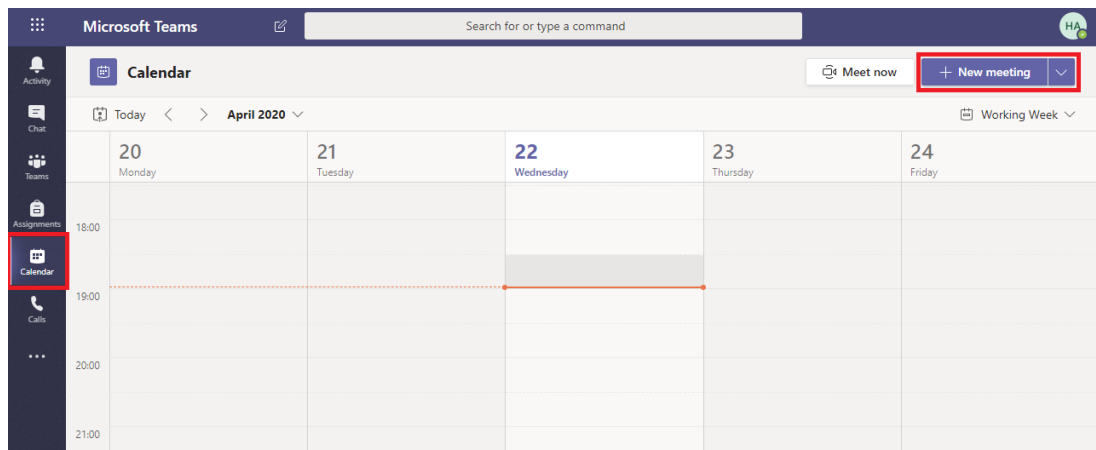 Microsoft Teams
Search for or type a command
HA
Activity
Chat
Teams
Assignments
Calendar
Calls
Calendar
Meet now
New meeting
Today
April 2020
Working Week
20
Monday
21
Tuesday
22
Wednesday
23
Thursday
24
Friday
18:00
19:00
20:00
21:00